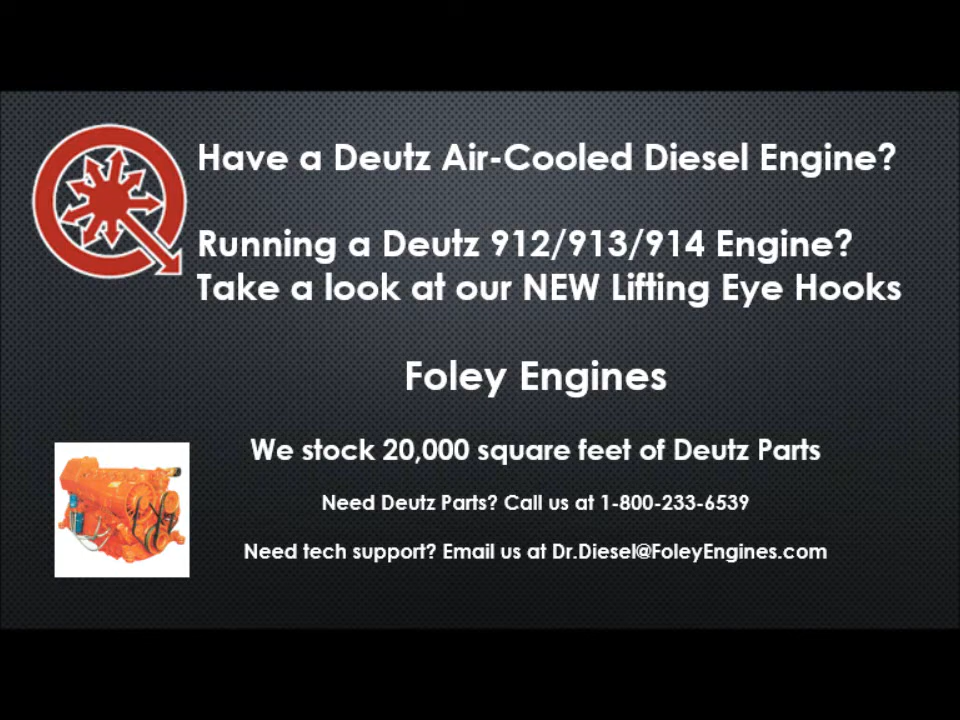 Have a Deutz Air-Cooled Diesel Engine?
Running a Deutz 912/913/914 Engine?
Take a look at our NEW Lifting Eye Hooks
Foley Engines
We stock 20,000 square feet of Deutz Parts
Need Deutz Parts? Call us at 1-800-233-6539
Need tech support? Email us at Dr.Diesel@FoleyEngines.com